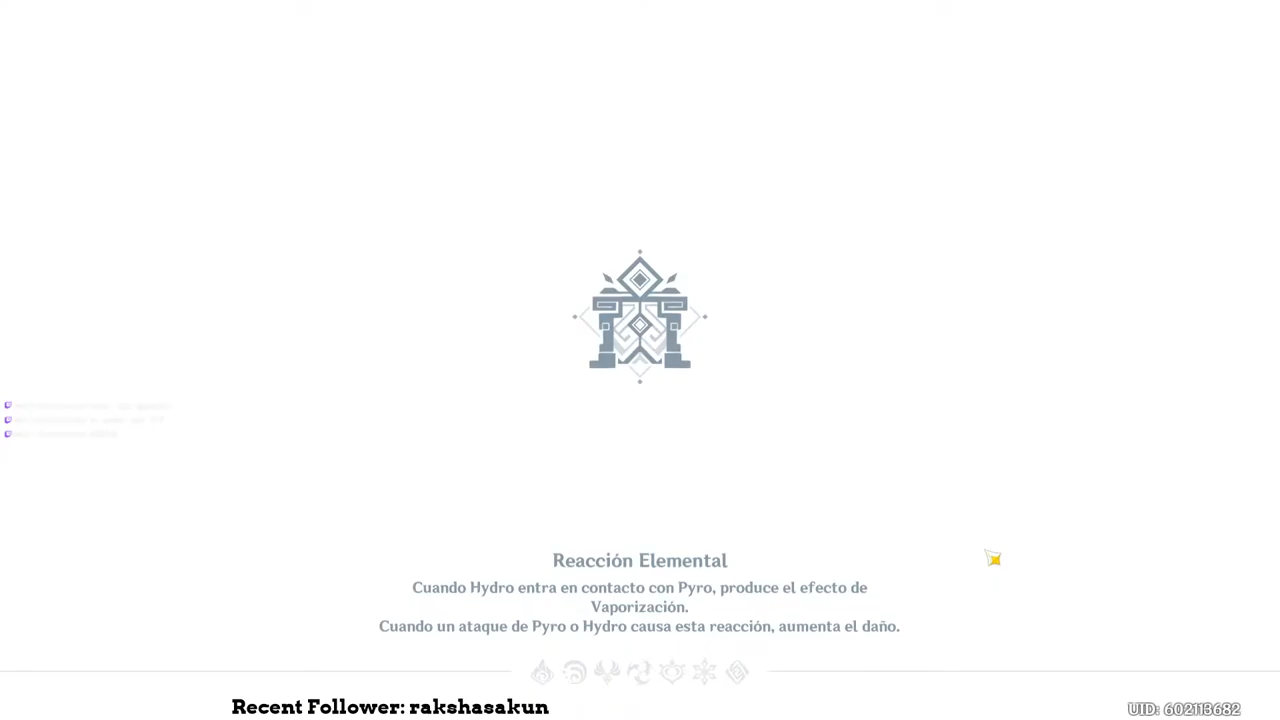 Reacción Elemental
Cuando Hydro entra en contacto con Pyro, produce el efecto de
Vaporización.
Cuando un ataque de Pyro o Hydro causa esta reacción, aumenta el daño.
Recent Follower: rakshasakun
UID: 602113682